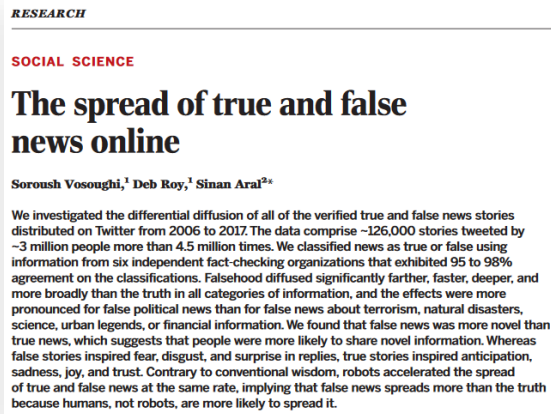 RESEARCH
SOCIAL SCIENCE
The spread of true and false
news online
Soroush Vosoughi,¹ Deb Roy,¹ Sinan Aral²*
We investigated the differential diffusion of all of the verified true and false news stories
distributed on Twitter from 2006 to 2017. The data comprise ~126,000 stories tweeted by
~3 million people more than 4.5 million times. We classified news as true or false using
information from six independent fact-checking organizations that exhibited 95 to 98%
agreement on the classifications. Falsehood diffused significantly farther, faster, deeper, and
more broadly than the truth in all categories of information, and the effects were more
pronounced for false political news than for false news about terrorism, natural disasters,
science, urban legends, or financial information. We found that false news was more novel than
true news, which suggests that people were more likely to share novel information. Whereas
false stories inspired fear, disgust, and surprise in replies, true stories inspired anticipation,
sadness, joy, and trust. Contrary to conventional wisdom, robots accelerated the spread
of true and false news at the same rate, implying that false news spreads more than the truth
because humans, not robots, are more likely to spread it.